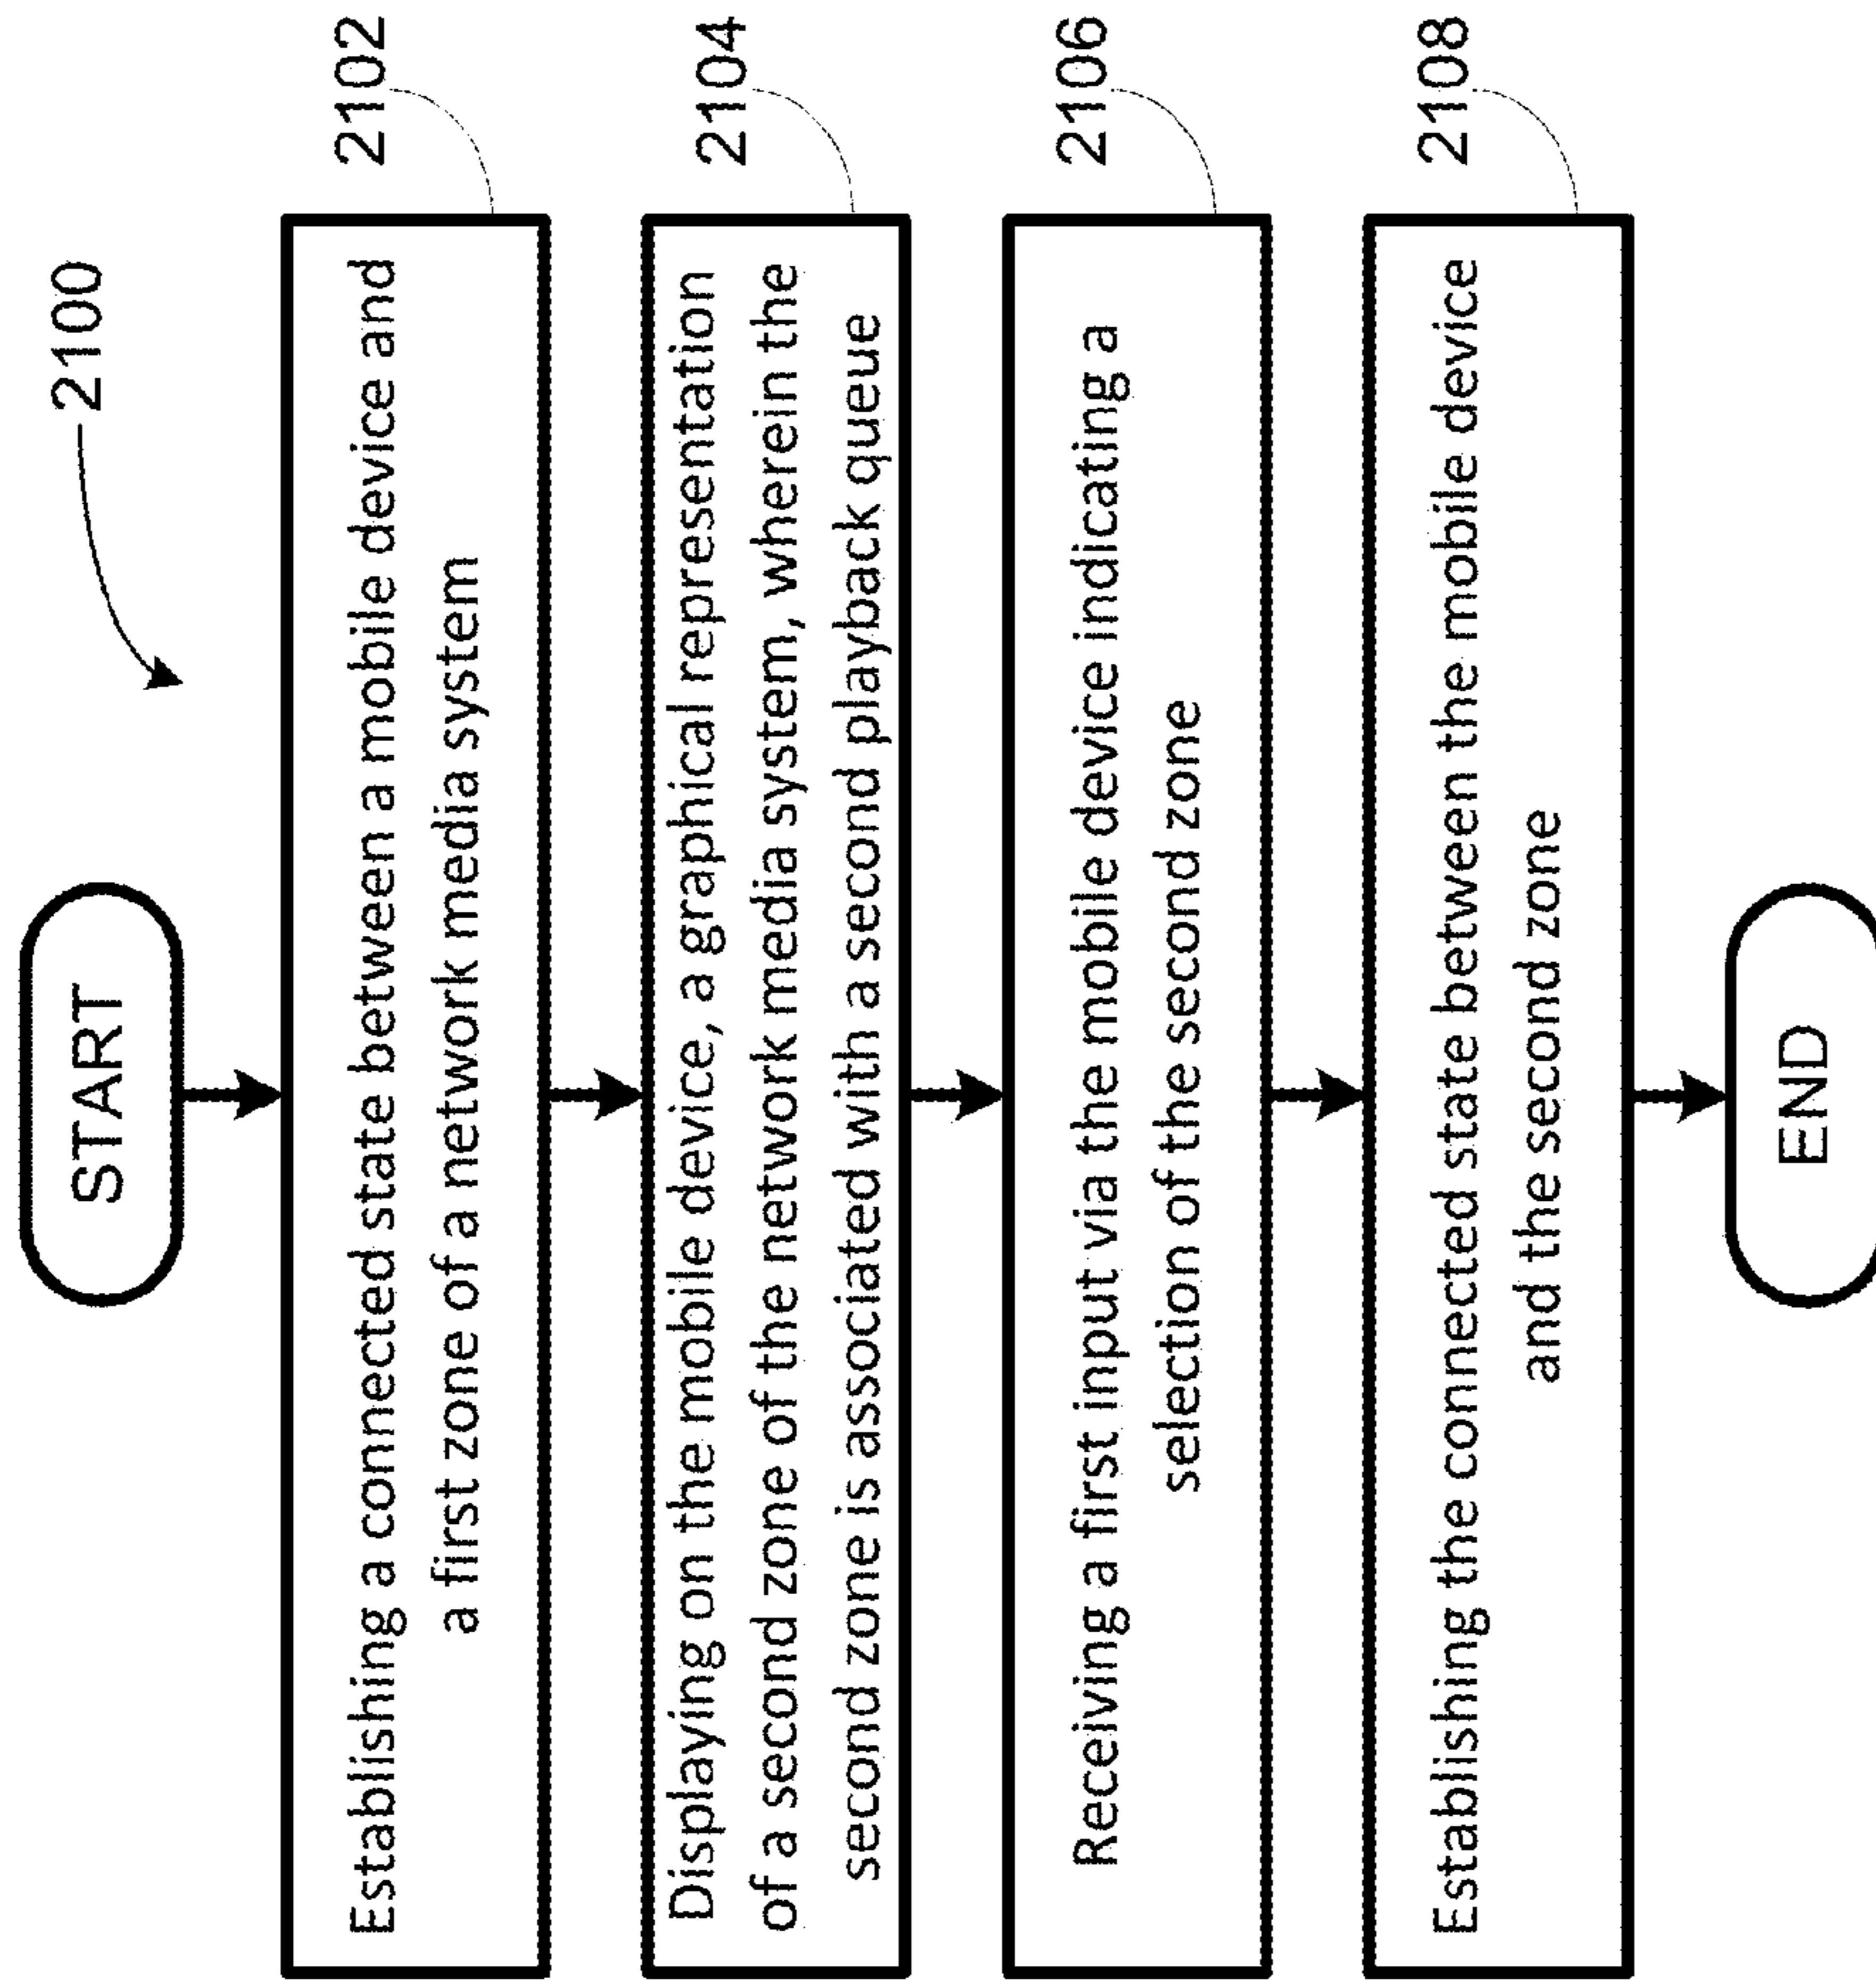 2100
START
Establishing a connected state between a mobile device and
a first zone of a network media system
2102
Displaying on the mobile device, a graphical representation
of a second zone of the network media system, wherein the
second zone is associated with a second playback queue
2104
Receiving a first input via the mobile device indicating a
selection of the second zone
2106
Establishing the connected state between the mobile device
and the second zone
2108
END